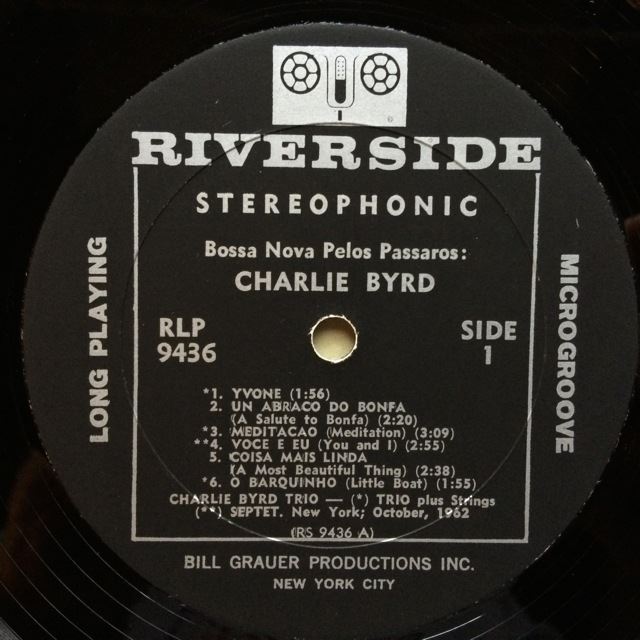 RIVERSIDE
STEREOPHONIC
Bossa Nova Pelos Passaros:
CHARLIE BYRD
LONG PLAYING
MICROGROOVE
RLP
9436
SIDE
1
*1. YVONE (1:56)
2. UN ABRACO DO BONFA
(A Salute to Bonfa) (2:20)
*3. MEDITACAO (Meditation) (3:09)
**4. VOCE E EU (You and I) (2:55)
5. COISA MAIS LINDA
(A Most Beautiful Thing) (2:38)
*6. O BARQUINHO (Little Boat) (1:55)
CHARLIE BYRD TRIO — (*) TRIO plus Strings
(**) SEPTET. New York; October, 1962
(RS 9436 A)
BILL GRAUER PRODUCTIONS INC.
NEW YORK CITY